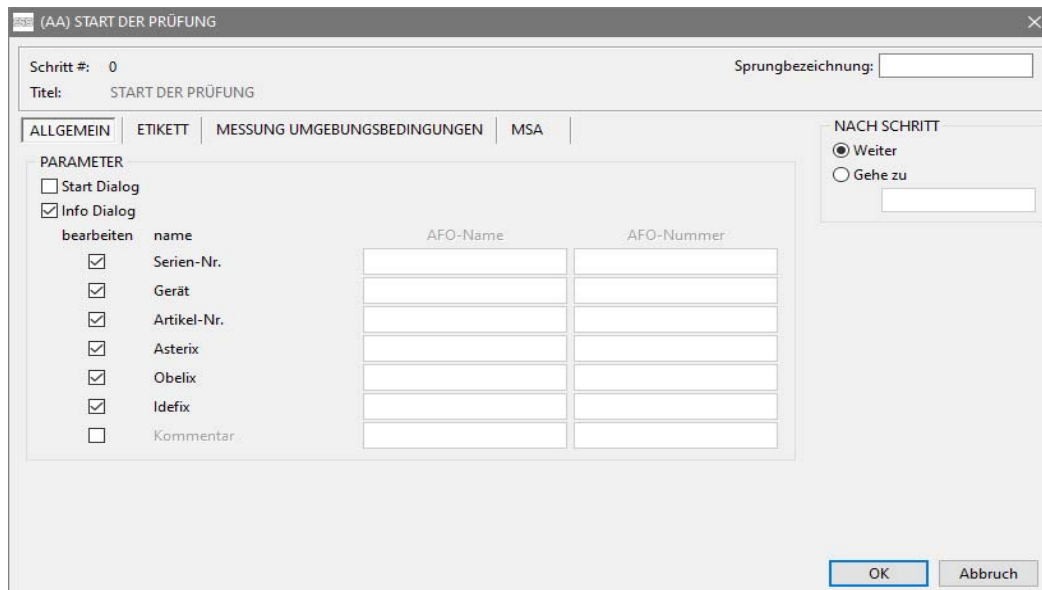 (AA) START DER PRÜFUNG
Schritt #: 0
Sprungbezeichnung:
Titel: START DER PRÜFUNG
ALLGEMEIN ETIKETT MESSUNG UMGEBUNGSBEDINGUNGEN MSA
NACH SCHRITT
Weiter
Gehe zu
PARAMETER
Start Dialog
Info Dialog
bearbeiten name AFO-Name AFO-Nummer
Serien-Nr.
Gerät
Artikel-Nr.
Asterix
Obelix
Idefix
Kommentar
OK Abbruch